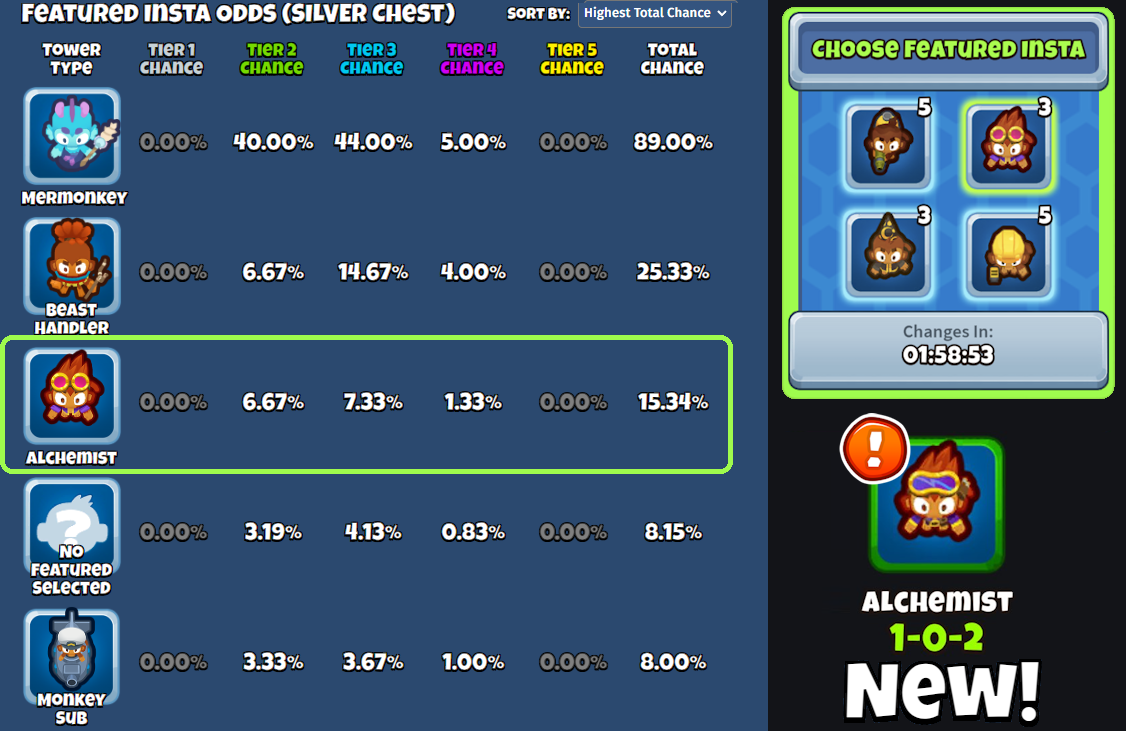 Featured Insta Odds (Silver Chest)
Sort by: Highest Total Chance
Tower Type
Tier 1 Chance
Tier 2 Chance
Tier 3 Chance
Tier 4 Chance
Tier 5 Chance
Total Chance
0.00% 40.00% 44.00% 5.00% 0.00% 89.00%
Mermonkey
0.00% 6.67% 14.67% 4.00% 0.00% 25.33%
Beast
Handler
0.00% 6.67% 7.33% 1.33% 0.00% 15.34%
Alchemist
0.00% 3.19% 4.13% 0.83% 0.00% 8.15%
?
No
Featured
Selected
0.00% 3.33% 3.67% 1.00% 0.00% 8.00%
Monkey
Sub
Choose Featured Insta
5
3
3
5
Changes In:
01:58:53
!
Alchemist
1-0-2
New!